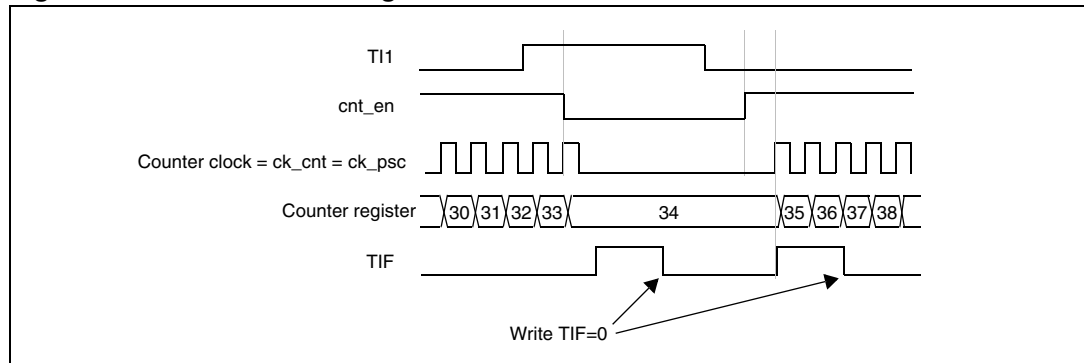 TI1
cnt_en
Counter clock = ck_cnt = ck_psc
Counter register 30 31 32 33 34 35 36 37 38
TIF
Write TIF=0